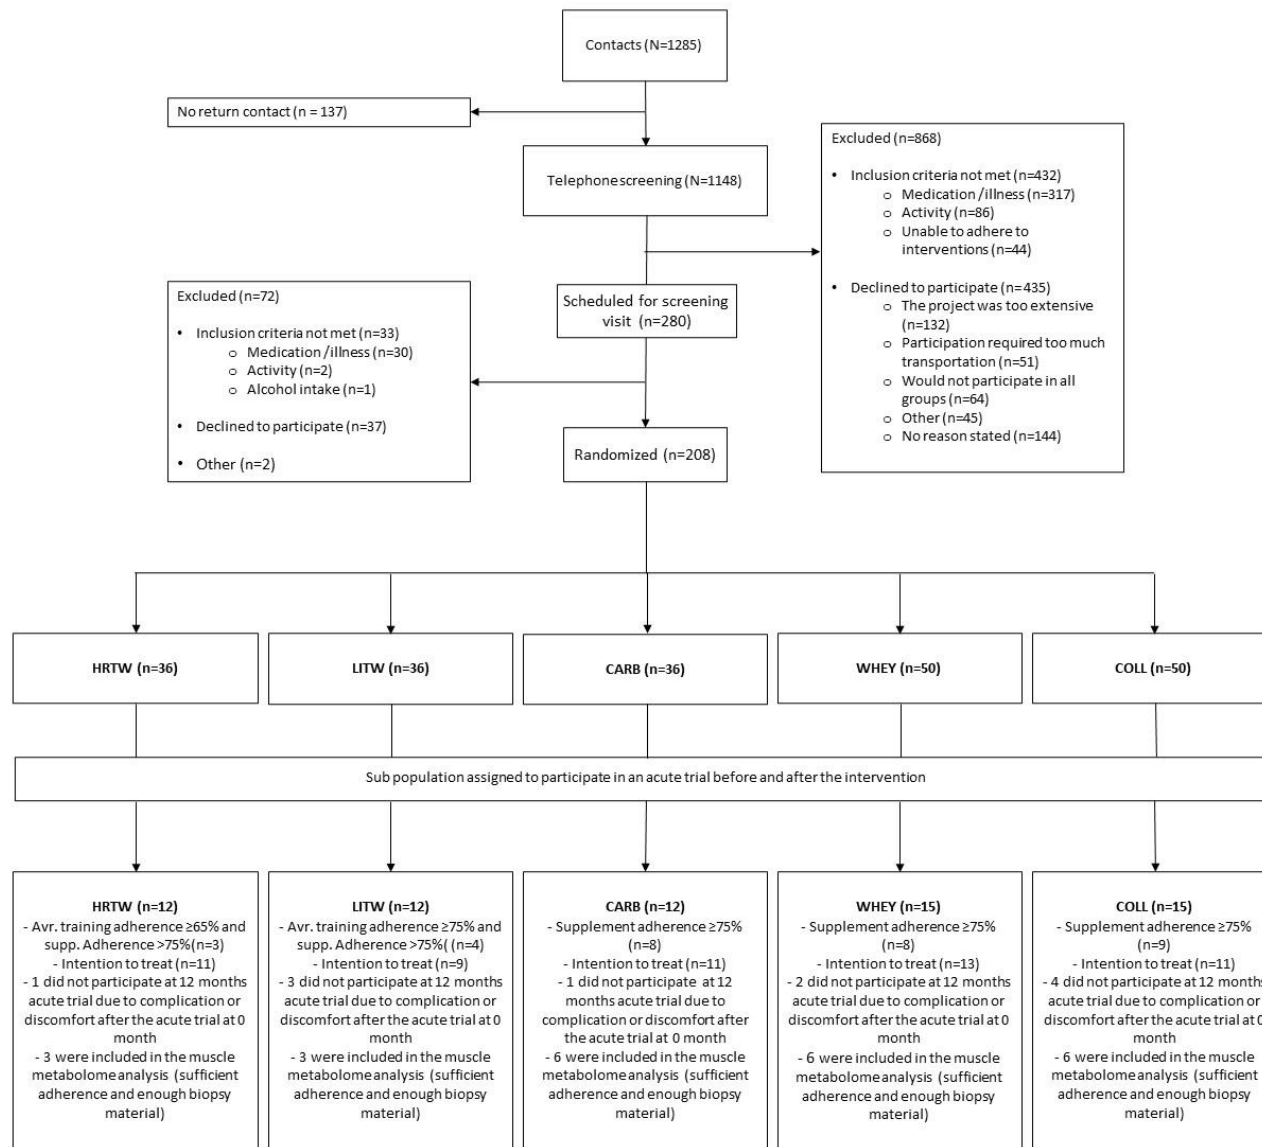 Contacts (N=1285)
No return contact (n = 137)
Telephone screening (N=1148)
Excluded (n=868)
• Inclusion criteria not met (n=432)
o Medication /illness (n=317)
o Activity (n=86)
o Unable to adhere to
interventions (n=44)
• Declined to participate (n=435)
o The project was too extensive
(n=132)
o Participation required too much
transportation (n=51)
o Would not participate in all
groups (n=64)
o Other (n=45)
o No reason stated (n=144)
Excluded (n=72)
• Inclusion criteria not met (n=33)
o Medication /illness (n=30)
o Activity (n=2)
o Alcohol intake (n=1)
• Declined to participate (n=37)
• Other (n=2)
Scheduled for screening
visit (n=280)
Randomized (n=208)
HRTW (n=36)
LITW (n=36)
CARB (n=36)
WHEY (n=50)
COLL (n=50)
Sub population assigned to participate in an acute trial before and after the intervention
HRTW (n=12)
- Avr. training adherence ≥65% and
supp. Adherence >75%(n=3)
- Intention to treat (n=11)
- 1 did not participate at 12 months
acute trial due to complication or
discomfort after the acute trial at 0
month
- 3 were included in the muscle
metabolome analysis (sufficient
adherence and enough biopsy
material)
LITW (n=12)
- Avr. training adherence ≥75% and
supp. Adherence >75%( (n=4)
- Intention to treat (n=9)
- 3 did not participate at 12 months
acute trial due to complication or
discomfort after the acute trial at 0
month
- 3 were included in the muscle
metabolome analysis (sufficient
adherence and enough biopsy
material)
CARB (n=12)
- Supplement adherence ≥75%
(n=8)
- Intention to treat (n=11)
- 1 did not participate at 12
months acute trial due to
complication or discomfort after
the acute trial at 0 month
- 6 were included in the muscle
metabolome analysis (sufficient
adherence and enough biopsy
material)
WHEY (n=15)
- Supplement adherence ≥75%
(n=8)
- Intention to treat (n=13)
- 2 did not participate at 12 months
acute trial due to complication or
discomfort after the acute trial at 0
month
- 6 were included in the muscle
metabolome analysis (sufficient
adherence and enough biopsy
material)
COLL (n=15)
- Supplement adherence ≥75%
(n=9)
- Intention to treat (n=11)
- 4 did not participate at 12 months
acute trial due to complication or
discomfort after the acute trial at 0
month
- 6 were included in the muscle
metabolome analysis (sufficient
adherence and enough biopsy
material)